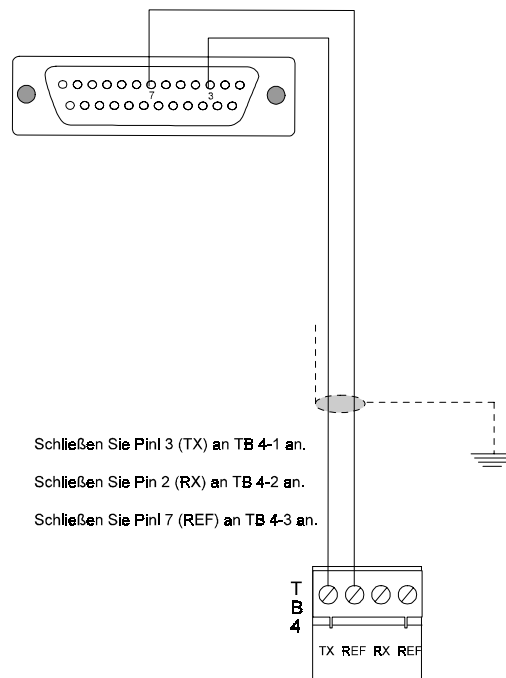 7 3
Schließen Sie Pinl 3 (TX) an TB 4-1 an.
Schließen Sie Pin 2 (RX) an TB 4-2 an.
Schließen Sie Pinl 7 (REF) an TB 4-3 an.
T
B
4
TX REF RX REF